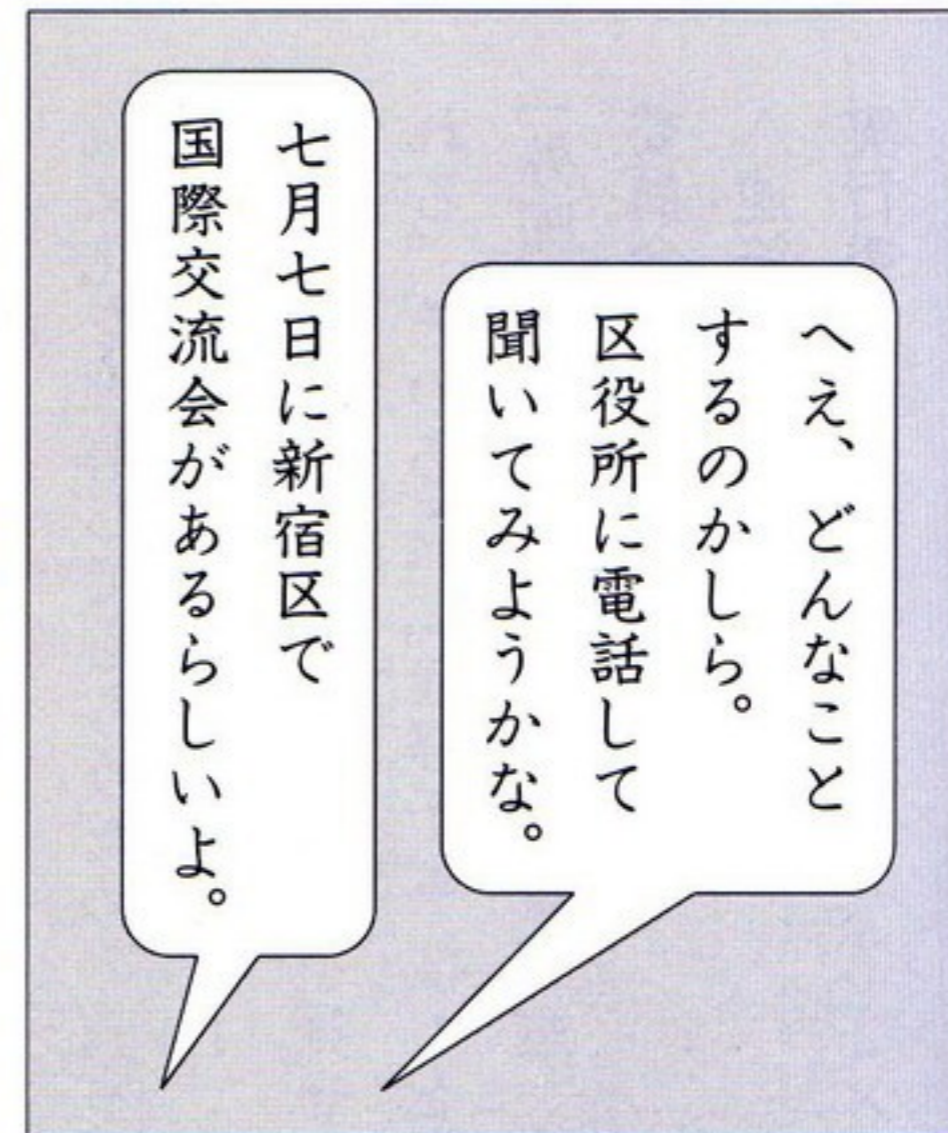 へえ、どんなこと
するのかしら。
区役所に電話して
聞いてみようかな。
七月七日に新宿区で
国際交流会があるらしいよ。